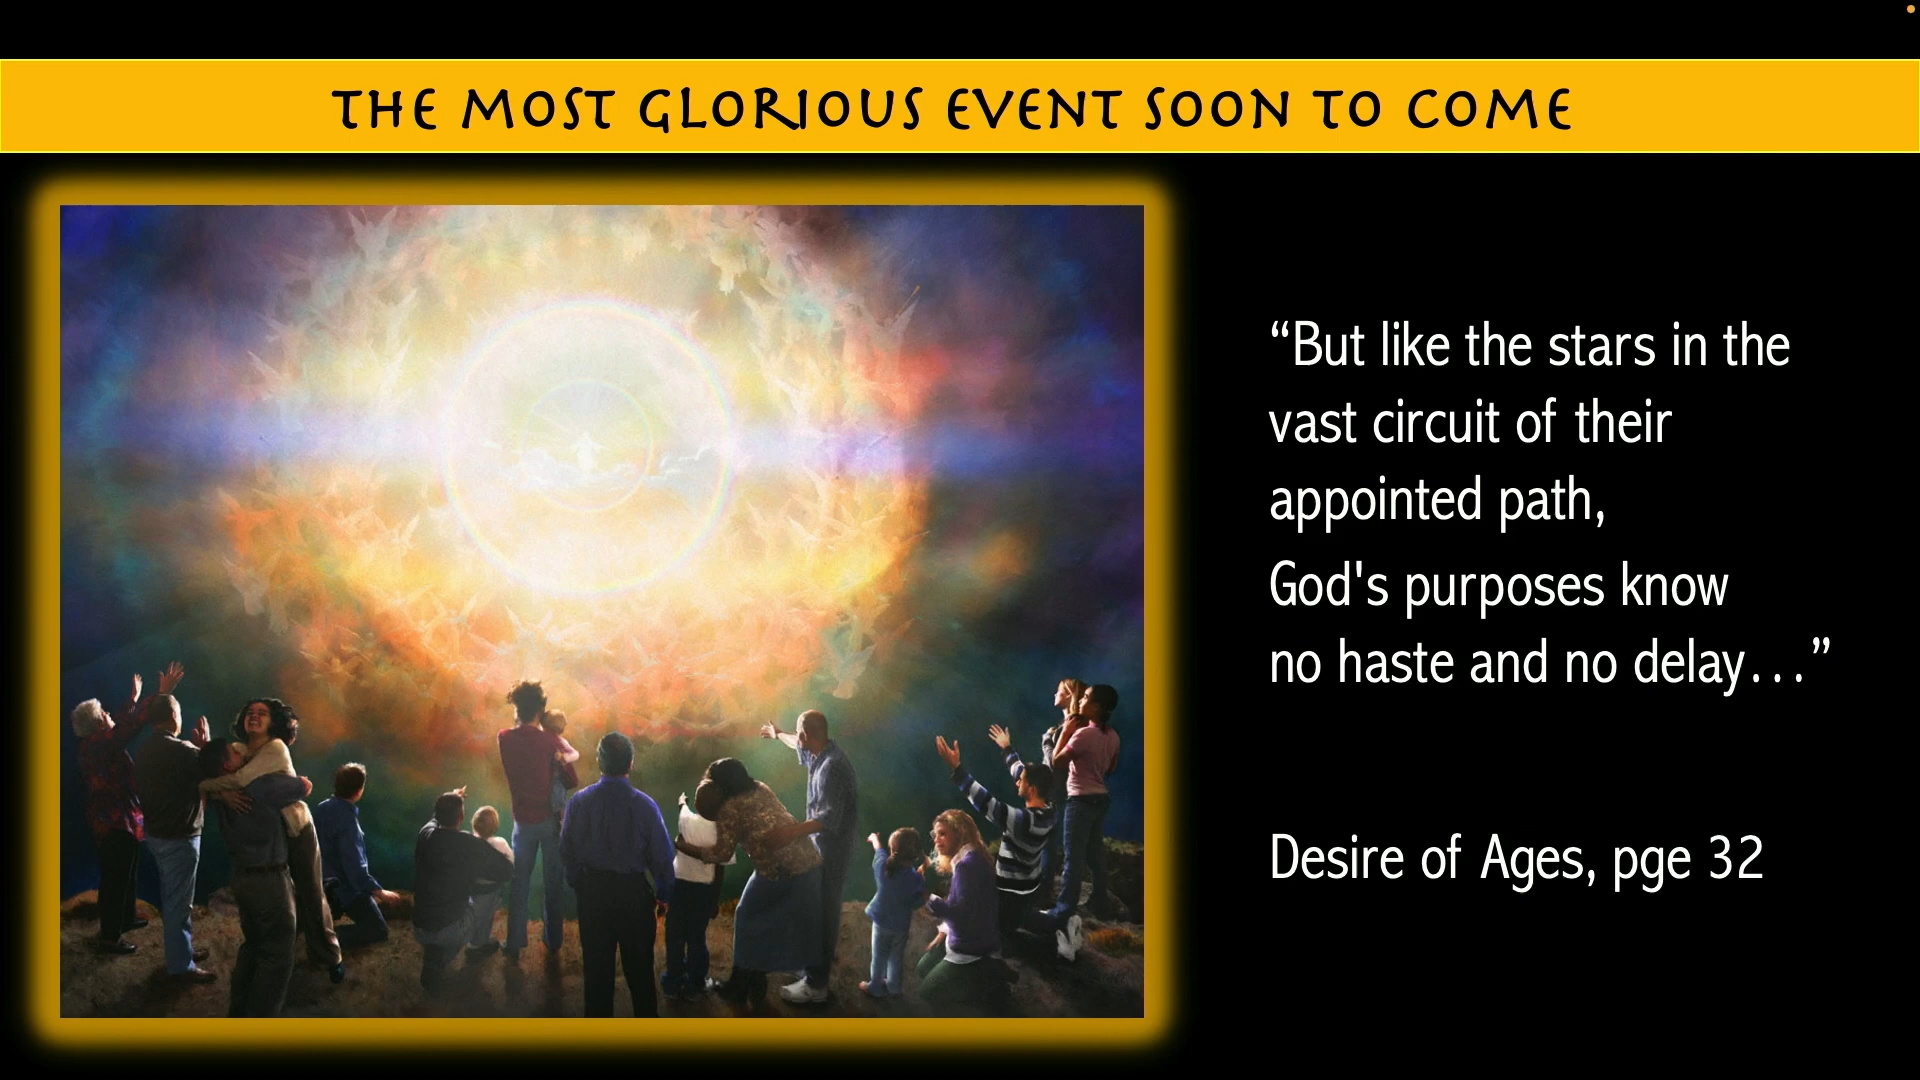 THE MOST GLORIOUS EVENT SOON TO COME
“But like the stars in the
vast circuit of their
appointed path,
God's purposes know
no haste and no delay…”
Desire of Ages, pge 32